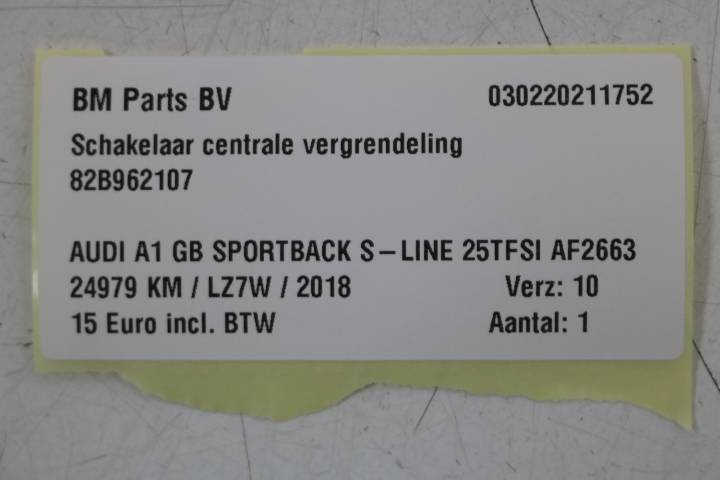 BM Parts BV 030220211752
Schakelaar centrale vergrendeling
82B962107
AUDI A1 GB SPORTBACK S-LINE 25TFSI AF2663
24979 KM / LZ7W / 2018 Verz: 10
15 Euro incl. BTW Aantal: 1